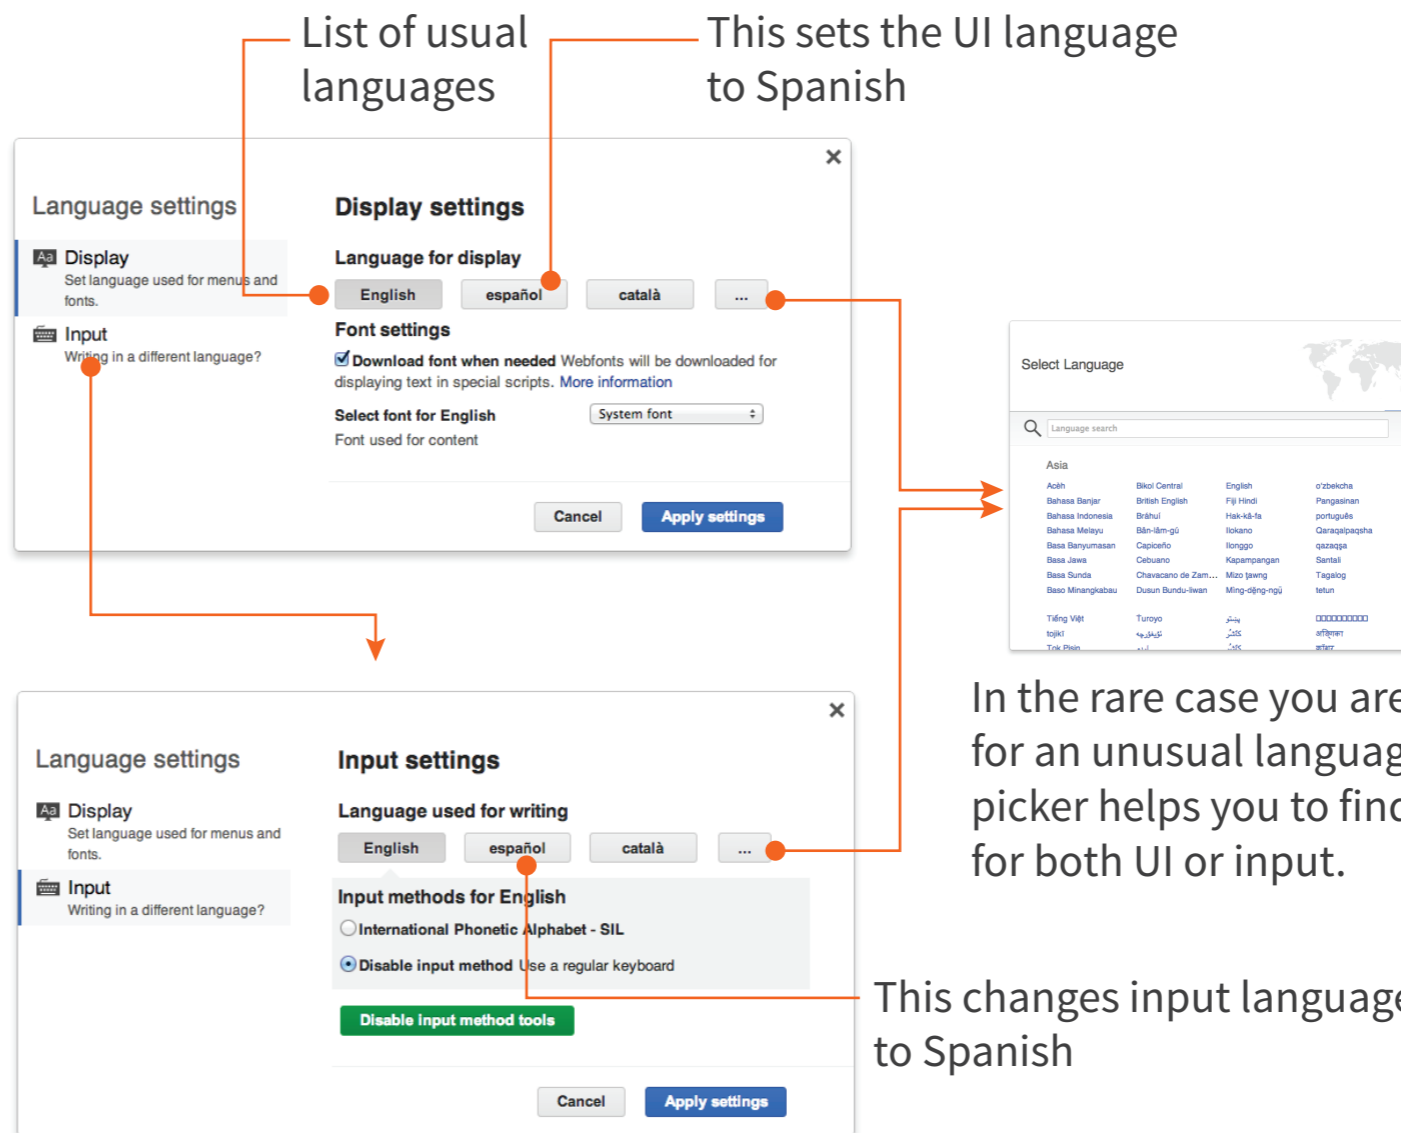 List of usual
languages
This sets the UI language
to Spanish
Language settings
Aa Display
Set language used for menus and
fonts.
Input
Writing in a different language?
Display settings
Language for display
English español català ...
Font settings
Download font when needed Webfonts will be downloaded for
displaying text in special scripts. More information
Select font for English System font
Font used for content
Cancel Apply settings
Select Language
Language search
Asia
Acèh Bikol Central English oʻzbekcha
Bahasa Banjar British English Fiji Hindi Pangasinan
Bahasa Indonesia Bráhuí Hak-kâ-fa português
Bahasa Melayu Bân-lâm-gú Ilokano Qaraqalpaqsha
Basa Banyumasan Capiceño Ilonggo qazaqşa
Basa Jawa Cebuano Kapampangan Santali
Basa Sunda Chavacano de Zam... Mizo ţawng Tagalog
Baso Minangkabau Dusun Bundu-liwan Mìng-dĕ̤ng-ngṳ̄ tetun
Tiếng Việt Turoyo پښتو
tojikī ئۇيغۇرچە कॉशुर अङ्गिका
Tok Pisin
In the rare case you are
for an unusual languag
picker helps you to find
for both UI or input.
Language settings
Aa Display
Set language used for menus and
fonts.
Input
Writing in a different language?
Input settings
Language used for writing
English español català ...
Input methods for English
International Phonetic Alphabet - SIL
Disable input method Use a regular keyboard
Disable input method tools
Cancel Apply settings
This changes input language
to Spanish